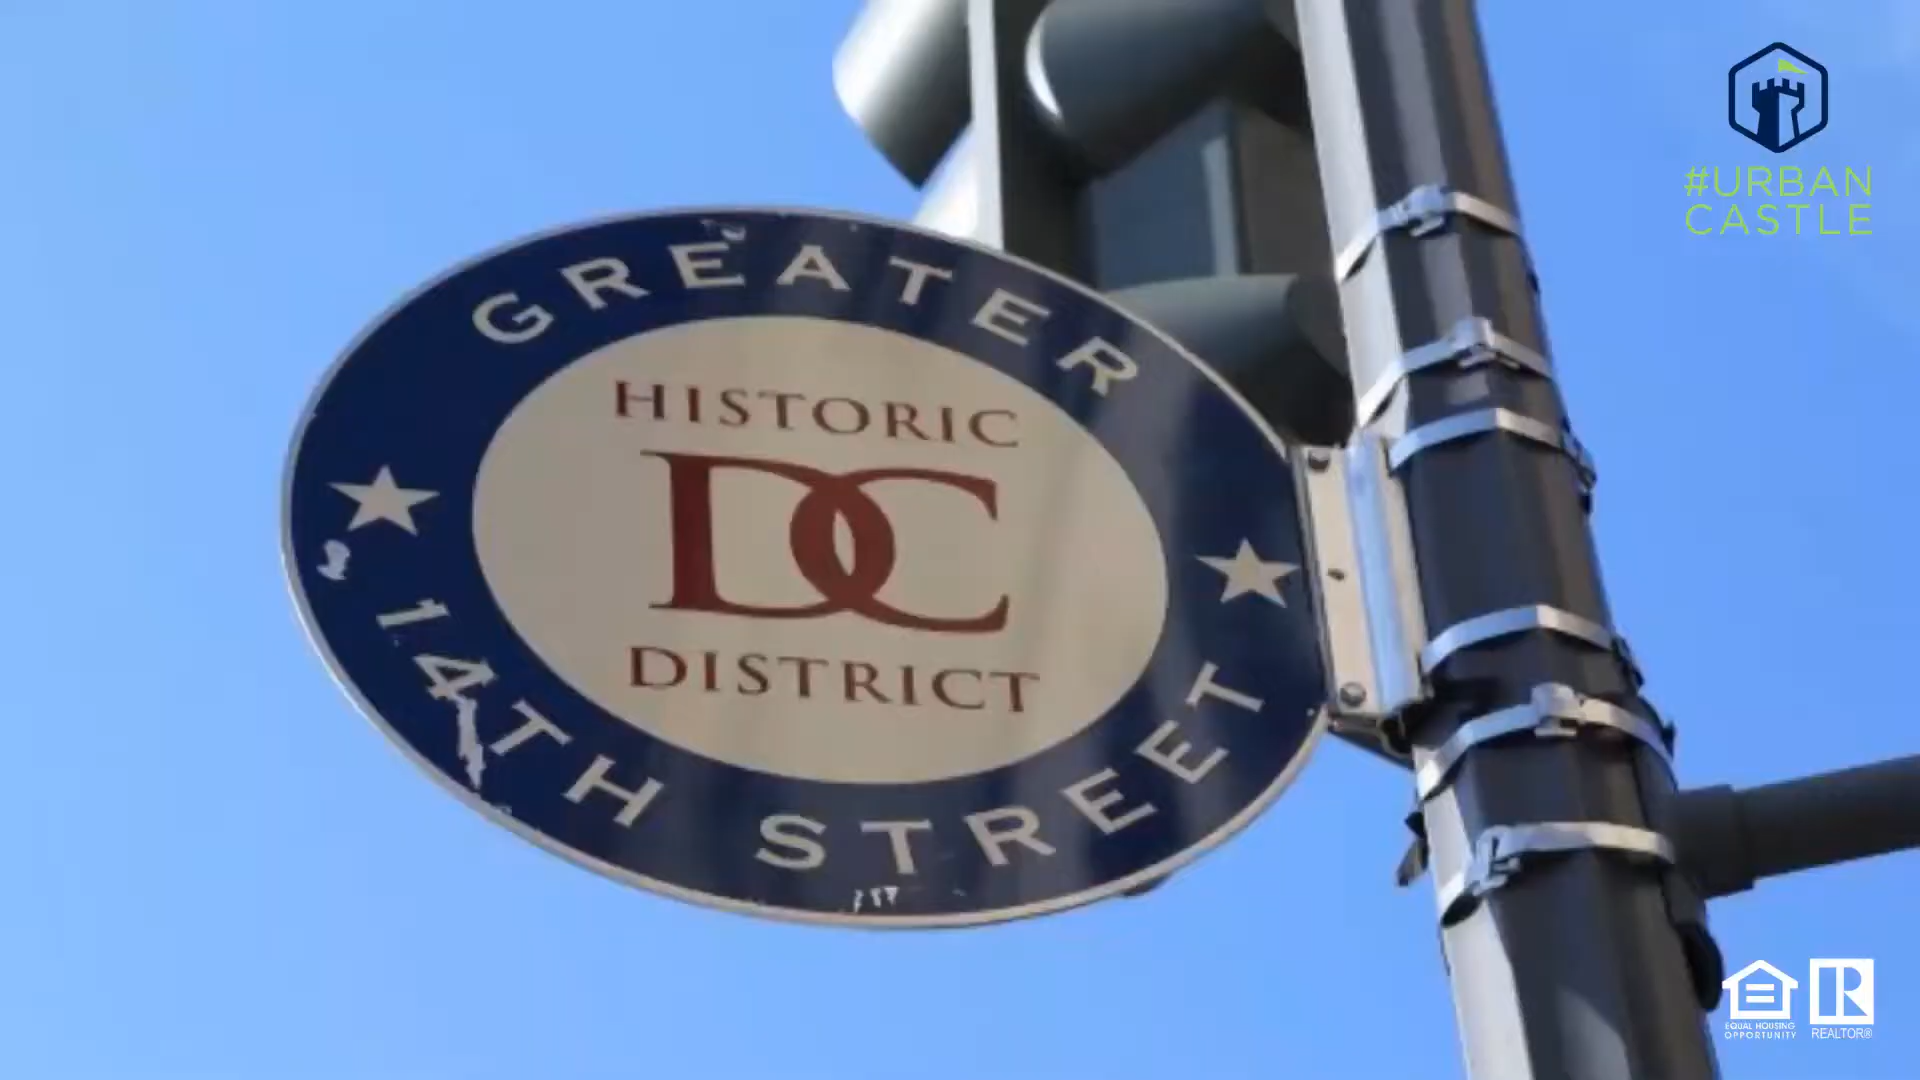 #URBAN
CASTLE
GREATER
HISTORIC
DC
DISTRICT
14TH STREET
EQUAL HOUSING
OPPORTUNITY
R
REALTOR®